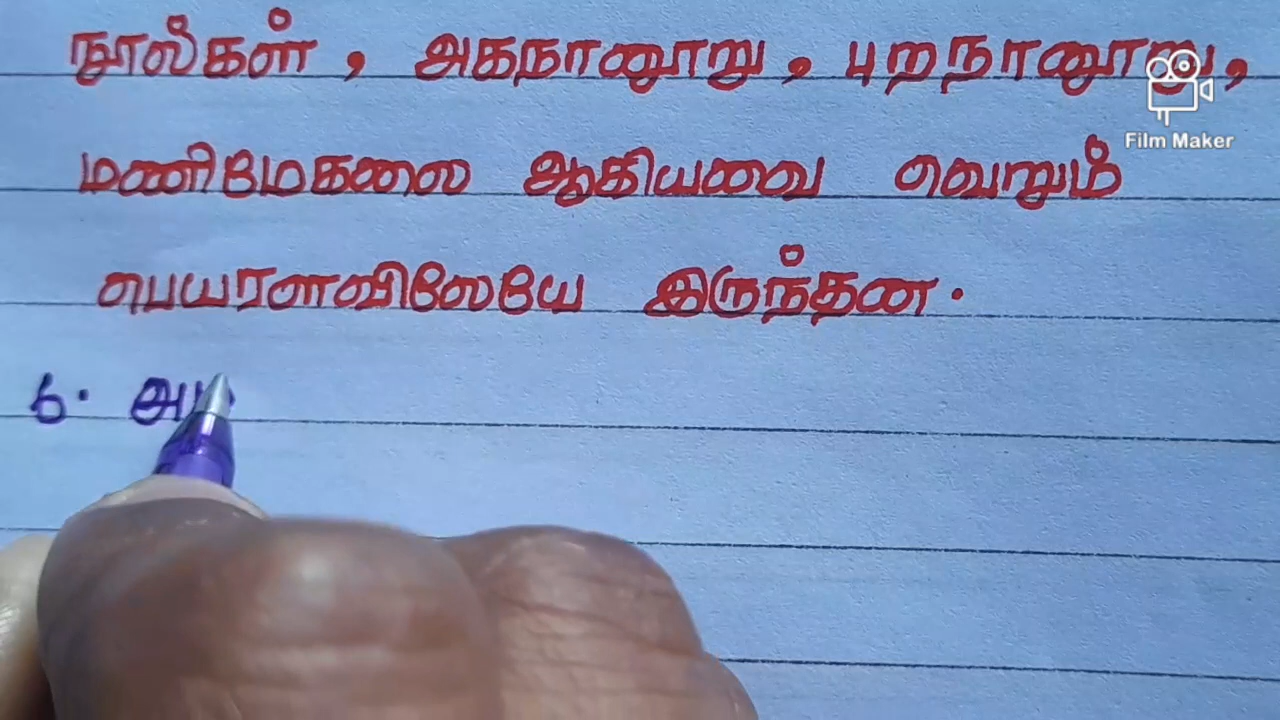 நூல்கள் , அகநானூறு , புறநானூறு,
Film Maker
மணிமேகலை ஆகியவை வெறும்
பெயரளவிலேயே இருந்தன .
6.